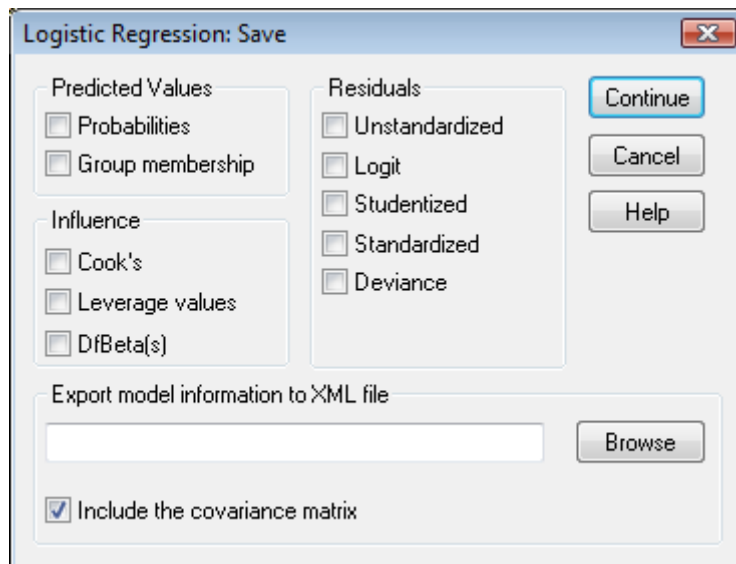 Logistic Regression: Save
Predicted Values
Probabilities
Group membership
Influence
Cook's
Leverage values
DfBeta(s)
Residuals
Unstandardized
Logit
Studentized
Standardized
Deviance
Continue
Cancel
Help
Export model information to XML file
Browse
Include the covariance matrix